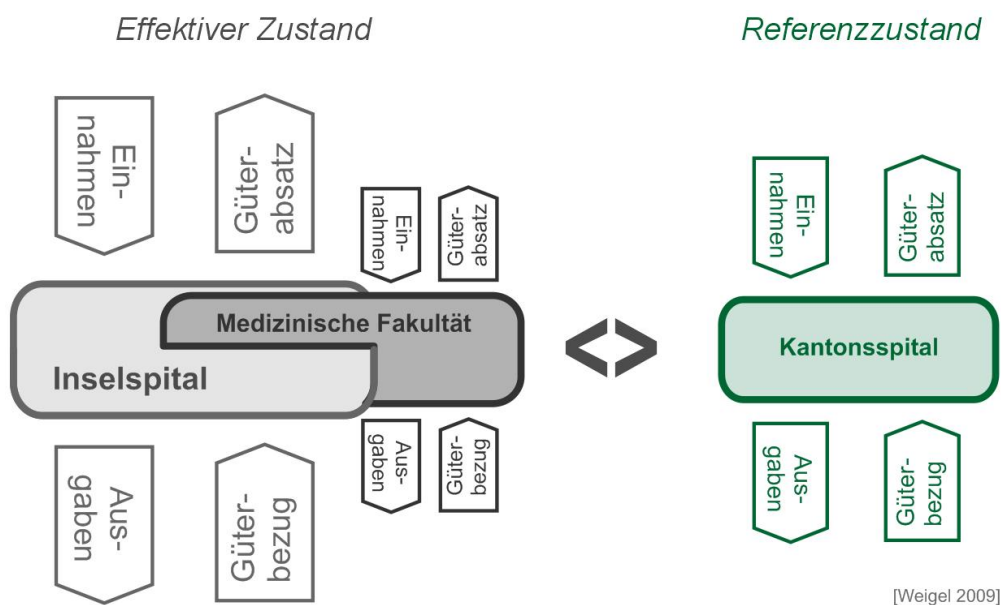 Effektiver Zustand
Referenzzustand
Ein-
nahmen
Güter-
absatz
Ein-
nahmen
Güter-
absatz
Ein-
nahmen
Güter-
absatz
Medizinische Fakultät
Inselspital
<>
Kantonsspital
Aus-
gaben
Güter-
bezug
Aus-
gaben
Güter-
bezug
Aus-
gaben
Güter-
bezug
[Weigel 2009]